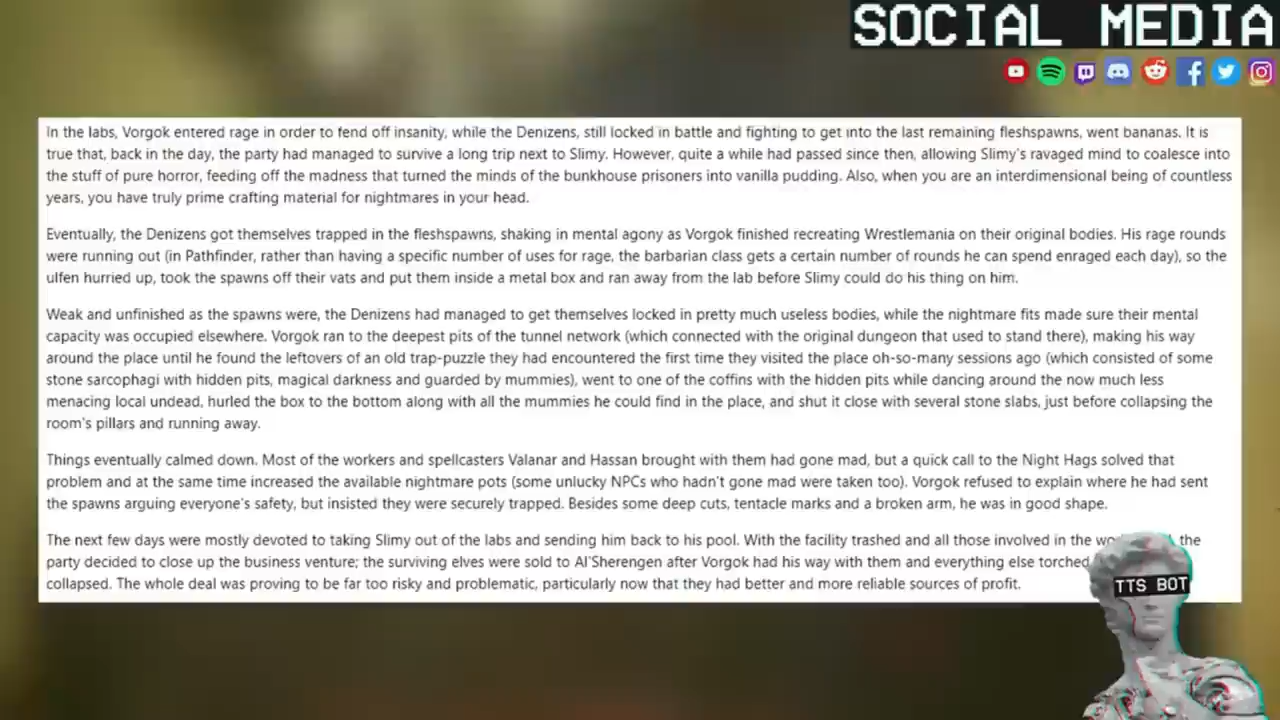 SOCIAL MEDIA
In the labs, Vorgok entered rage in order to fend off insanity, while the Denizens, still locked in battle and fighting to get into the last remaining fleshspawns, went bananas. It is
true that, back in the day, the party had managed to survive a long trip next to Slimy. However, quite a while had passed since then, allowing Slimy's ravaged mind to coalesce into
the stuff of pure horror, feeding off the madness that turned the minds of the bunkhouse prisoners into vanilla pudding. Also, when you are an interdimensional being of countless
years, you have truly prime crafting material for nightmares in your head.
Eventually, the Denizens got themselves trapped in the fleshspawns, shaking in mental agony as Vorgok finished recreating Wrestlemania on their original bodies. His rage rounds
were running out (in Pathfinder, rather than having a specific number of uses for rage, the barbarian class gets a certain number of rounds he can spend enraged each day), so the
ulfen hurried up, took the spawns off their vats and put them inside a metal box and ran away from the lab before Slimy could do his thing on him.
Weak and unfinished as the spawns were, the Denizens had managed to get themselves locked in pretty much useless bodies, while the nightmare fits made sure their mental
capacity was occupied elsewhere. Vorgok ran to the deepest pits of the tunnel network (which connected with the original dungeon that used to stand there), making his way
around the place until he found the leftovers of an old trap-puzzle they had encountered the first time they visited the place oh-so-many sessions ago (which consisted of some
stone sarcophagi with hidden pits, magical darkness and guarded by mummies), went to one of the coffins with the hidden pits while dancing around the now much less
menacing local undead, hurled the box to the bottom along with all the mummies he could find in the place, and shut it close with several stone slabs, just before collapsing the
room's pillars and running away.
Things eventually calmed down. Most of the workers and spellcasters Valanar and Hassan brought with them had gone mad, but a quick call to the Night Hags solved that
problem and at the same time increased the available nightmare pots (some unlucky NPCs who hadn't gone mad were taken too). Vorgok refused to explain where he had sent
the spawns arguing everyone's safety, but insisted they were securely trapped. Besides some deep cuts, tentacle marks and a broken arm, he was in good shape.
The next few days were mostly devoted to taking Slimy out of the labs and sending him back to his pool. With the facility trashed and all those involved in the the
party decided to close up the business venture; the surviving elves were sold to Al'Sherengen after Vorgok had his way with them and everything else torched
collapsed. The whole deal was proving to be far too risky and problematic, particularly now that they had better and more reliable sources of profit.
TTS BOT